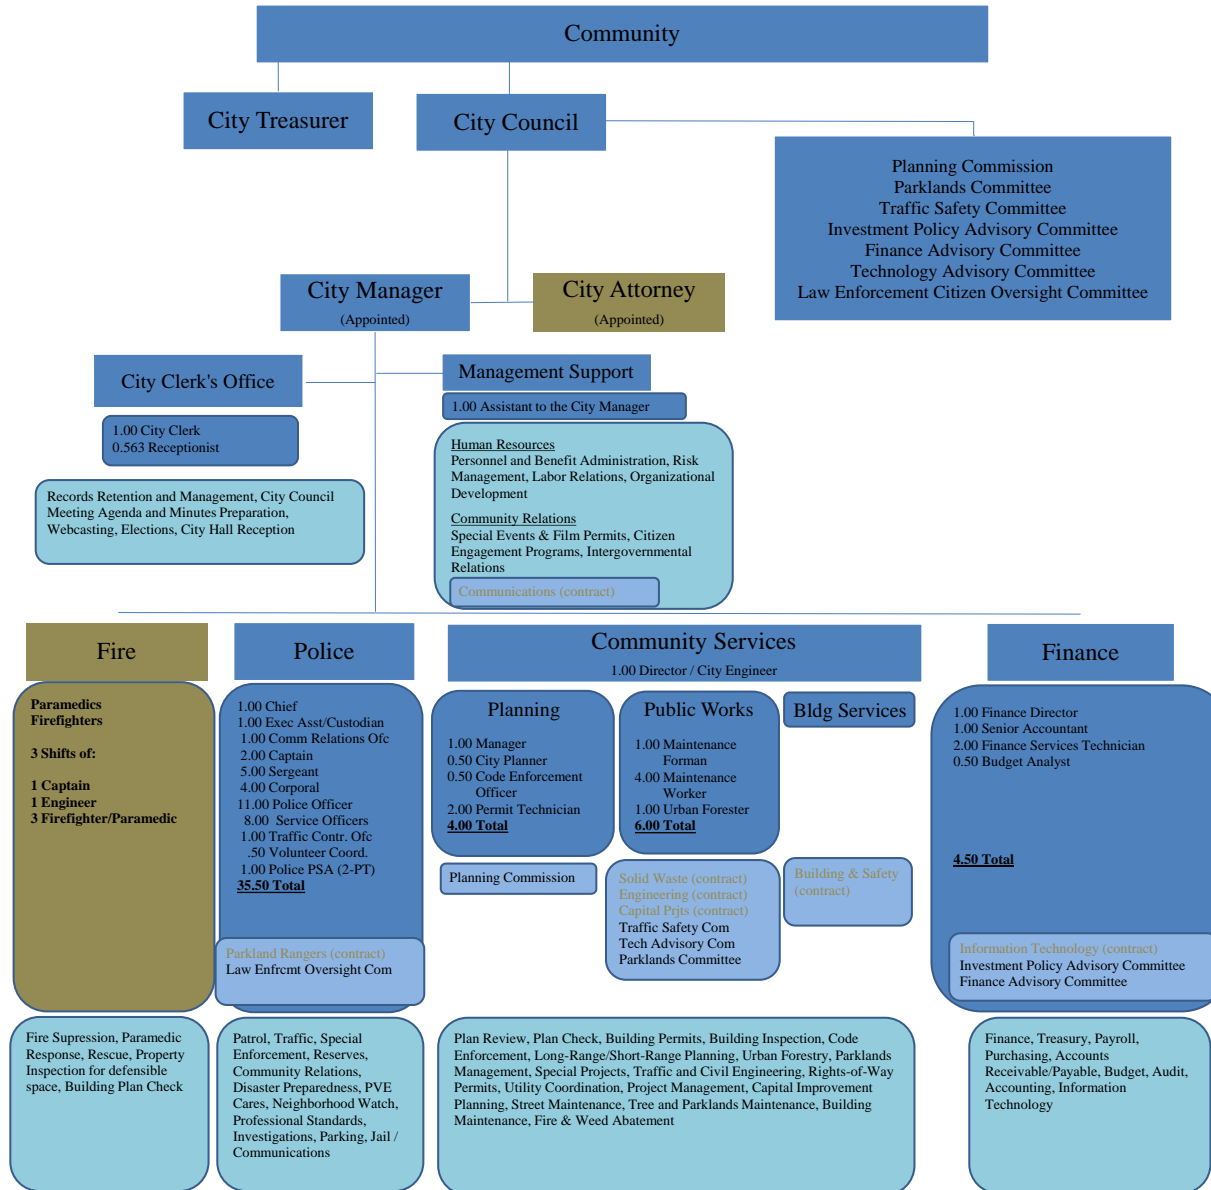 Community
City Treasurer
City Council
Planning Commission
Parklands Committee
Traffic Safety Committee
Investment Policy Advisory Committee
Finance Advisory Committee
Technology Advisory Committee
Law Enforcement Citizen Oversight Committee
City Manager
(Appointed)
City Attorney
(Appointed)
City Clerk's Office
1.00 City Clerk
0.563 Receptionist
Records Retention and Management, City Council
Meeting Agenda and Minutes Preparation,
Webcasting, Elections, City Hall Reception
Management Support
1.00 Assistant to the City Manager
Human Resources
Personnel and Benefit Administration, Risk
Management, Labor Relations, Organizational
Development
Community Relations
Special Events & Film Permits, Citizen
Engagement Programs, Intergovernmental
Relations
Communications (contract)
Fire
Paramedics
Firefighters
3 Shifts of:
1 Captain
1 Engineer
3 Firefighter/Paramedic
Fire Supression, Paramedic
Response, Rescue, Property
Inspection for defensible
space, Building Plan Check
Police
1.00 Chief
1.00 Exec Asst/Custodian
1.00 Comm Relations Ofc
2.00 Captain
5.00 Sergeant
4.00 Corporal
11.00 Police Officer
8.00 Service Officers
1.00 Traffic Contr. Ofc
.50 Volunteer Coord.
1.00 Police PSA (2-PT)
35.50 Total
Parkland Rangers (contract)
Law Enfrcmt Oversight Com
Patrol, Traffic, Special
Enforcement, Reserves,
Community Relations,
Disaster Preparedness, PVE
Cares, Neighborhood Watch,
Professional Standards,
Investigations, Parking, Jail /
Communications
Community Services
1.00 Director / City Engineer
Planning
1.00 Manager
0.50 City Planner
0.50 Code Enforcement
Officer
2.00 Permit Technician
4.00 Total
Planning Commission
Public Works
1.00 Maintenance
Forman
4.00 Maintenance
Worker
1.00 Urban Forester
6.00 Total
Solid Waste (contract)
Engineering (contract)
Capital Prjts (contract)
Traffic Safety Com
Tech Advisory Com
Parklands Committee
Bldg Services
Building & Safety
(contract)
Plan Review, Plan Check, Building Permits, Building Inspection, Code
Enforcement, Long-Range/Short-Range Planning, Urban Forestry, Parklands
Management, Special Projects, Traffic and Civil Engineering, Rights-of-Way
Permits, Utility Coordination, Project Management, Capital Improvement
Planning, Street Maintenance, Tree and Parklands Maintenance, Building
Maintenance, Fire & Weed Abatement
Finance
1.00 Finance Director
1.00 Senior Accountant
2.00 Finance Services Technician
0.50 Budget Analyst
4.50 Total
Information Technology (contract)
Investment Policy Advisory Committee
Finance Advisory Committee
Finance, Treasury, Payroll,
Purchasing, Accounts
Receivable/Payable, Budget, Audit,
Accounting, Information
Technology